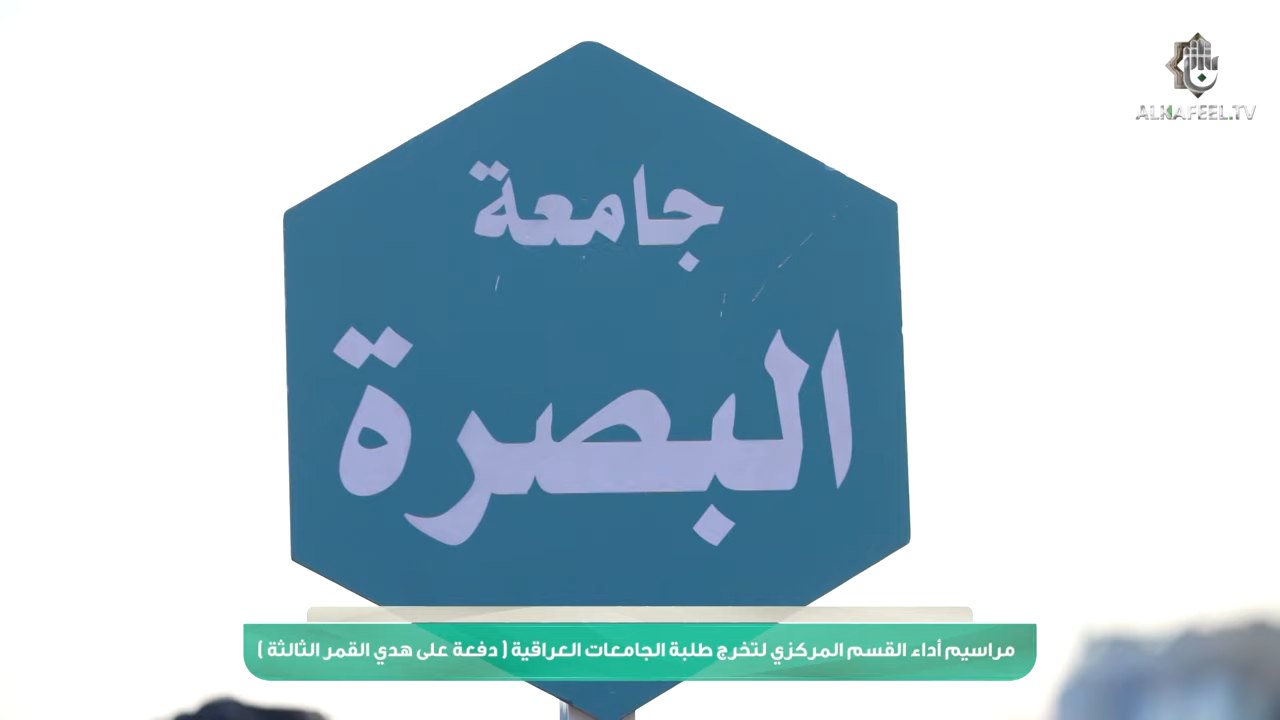 ALKAFEEL.TV
جامعة
البصرة
مراسيم أداء القسم المركزي لتخرج طلبة الجامعات العراقية ( دفعة على هدي القمر الثالثة )